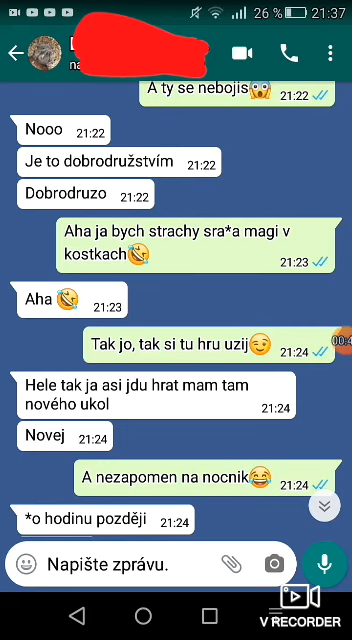 26 % 21:37
A ty se nebojíš😱 21:22
Nooo 21:22
Je to dobrodružstvím 21:22
Dobrodruzo 21:22
Aha ja bych strachy sra*a magi v
kostkach🤣
21:23
Aha 🤣 21:23
Tak jo, tak si tu hru uzij😉 21:24
00:4
Hele tak ja asi jdu hrat mam tam
nového ukol
21:24
Novej 21:24
A nezapomen na nocnik😂 21:24
*o hodinu později 21:24
Napište zprávu.
V RECORDER